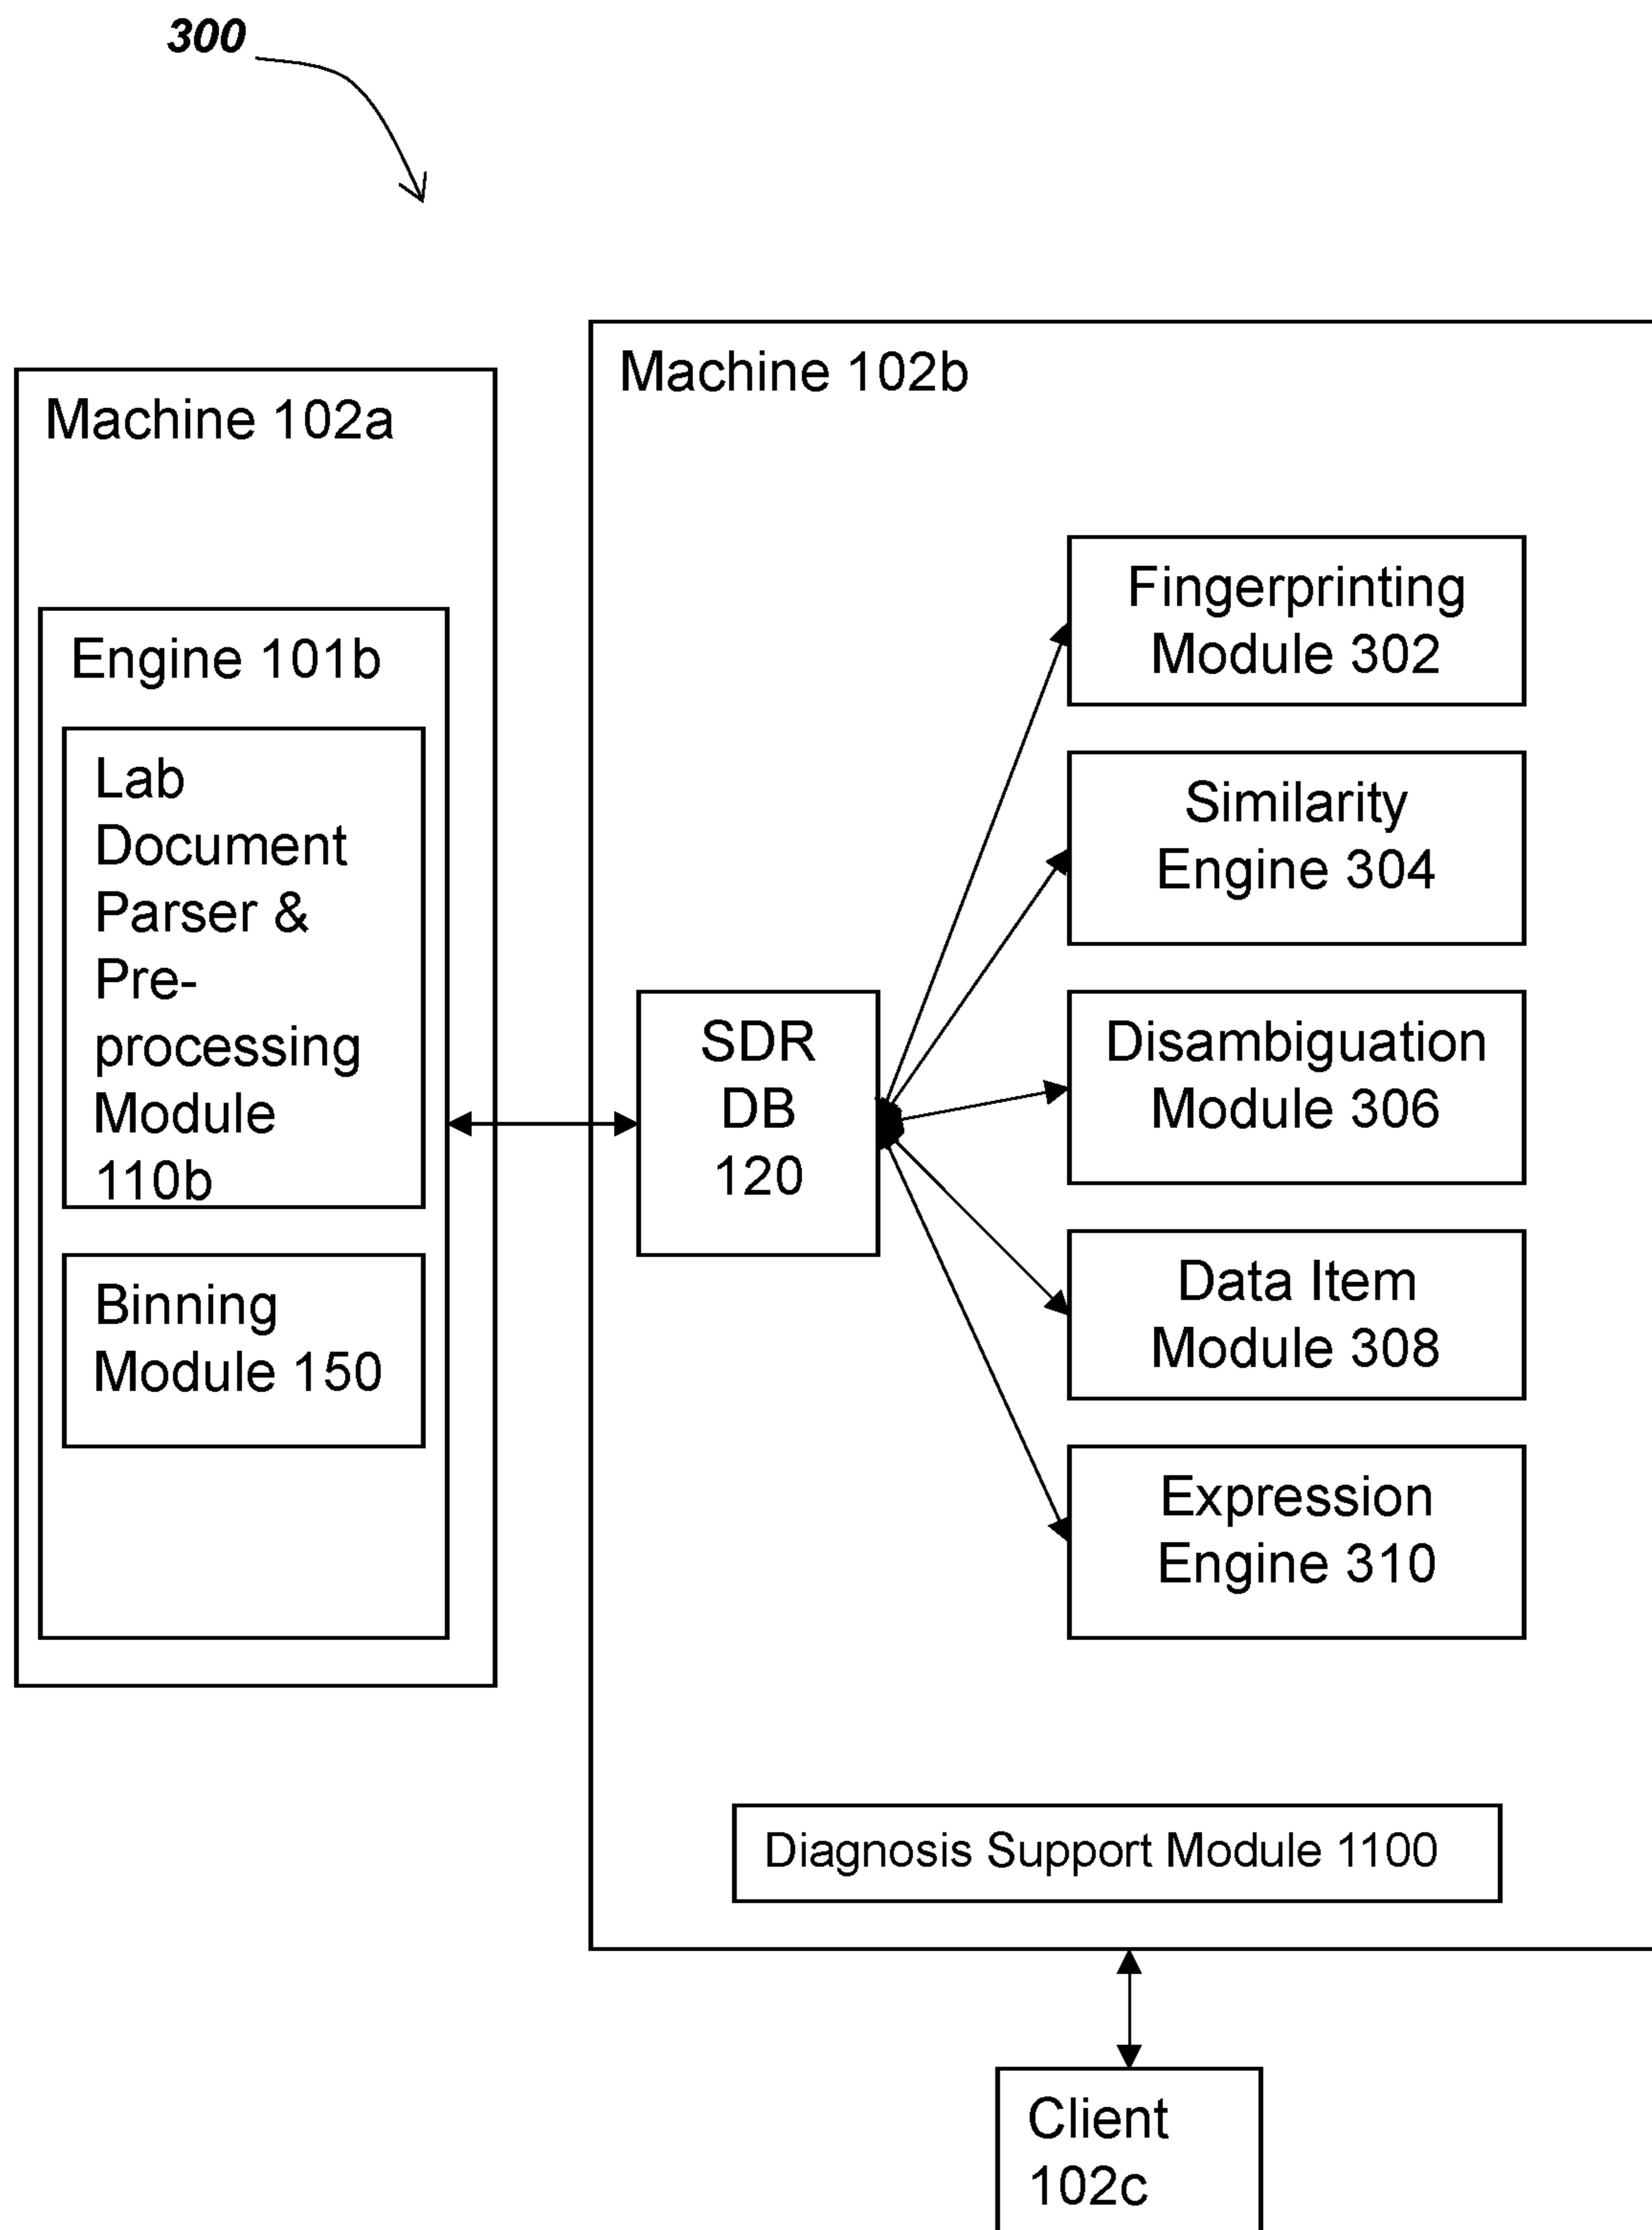 300
Machine 102a
Engine 101b
Lab
Document
Parser &
Pre-
processing
Module
110b
Binning
Module 150
Machine 102b
SDR
DB
120
Fingerprinting
Module 302
Similarity
Engine 304
Disambiguation
Module 306
Data Item
Module 308
Expression
Engine 310
Diagnosis Support Module 1100
Client
102c